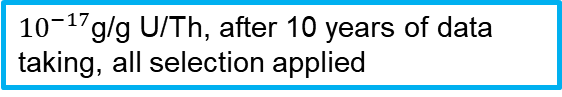 10⁻¹⁷g/g U/Th, after 10 years of data
taking, all selection applied